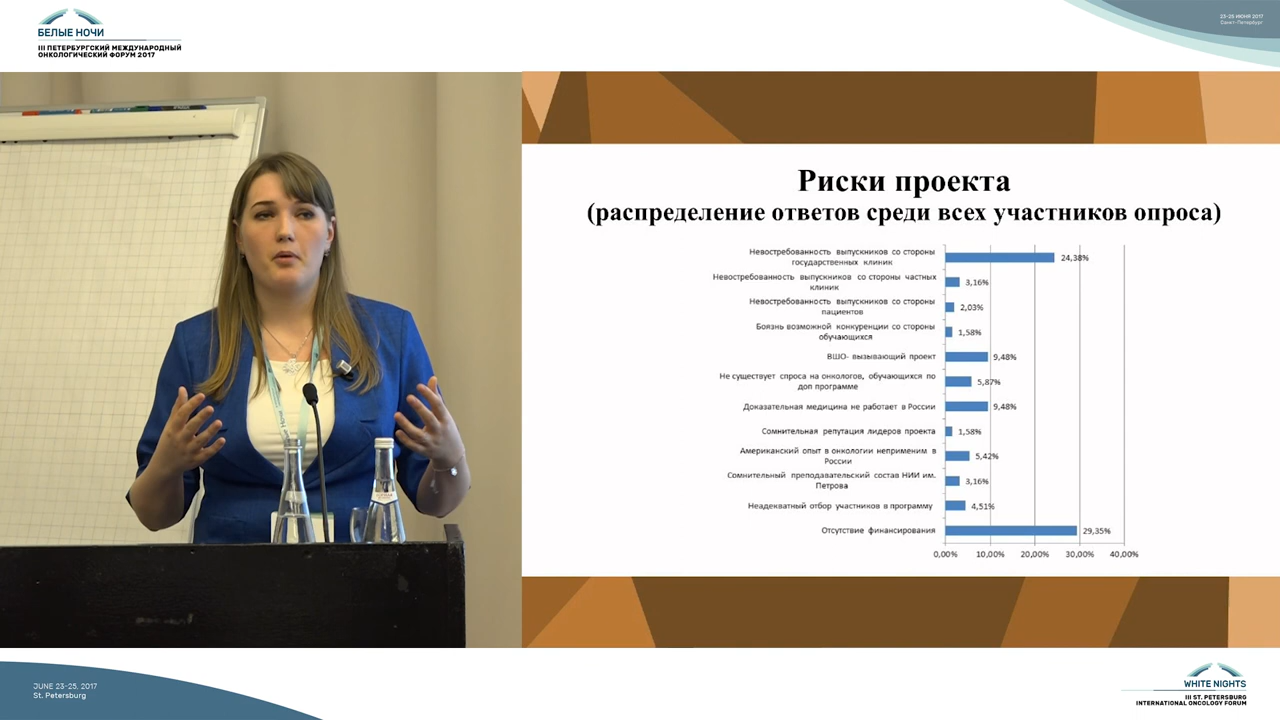 БЕЛЫЕ НОЧИ
III ПЕТЕРБУРГСКИЙ МЕЖДУНАРОДНЫЙ
ОНКОЛОГИЧЕСКИЙ ФОРУМ 2017
23-25 ИЮНЯ 2017
Санкт-Петербург
Риски проекта
(распределение ответов среди всех участников опроса)
Невостребованность выпускников со стороны
государственных клиник
24,38%
Невостребованность выпускников со стороны частных
клиник
3,16%
Невостребованность выпускников со стороны
пациентов
2,03%
Боязнь возможной конкуренции со стороны
обучающихся
1,58%
ВШО- вызывающий проект
9,48%
Не существует спроса на онкологов, обучающихся по
доп программе
5,87%
Доказательная медицина не работает в России
9,48%
Сомнительная репутация лидеров проекта
1,58%
Американский опыт в онкологии неприменим в
России
5,42%
Сомнительный преподавательский состав НИИ им.
Петрова
3,16%
Неадекватный отбор участников в программу
4,51%
Отсутствие финансирования
29,35%
0,00% 10,00% 20,00% 30,00% 40,00%
JUNE 23-25, 2017
St. Petersburg
WHITE NIGHTS
III ST. PETERSBURG
INTERNATIONAL ONCOLOGY FORUM